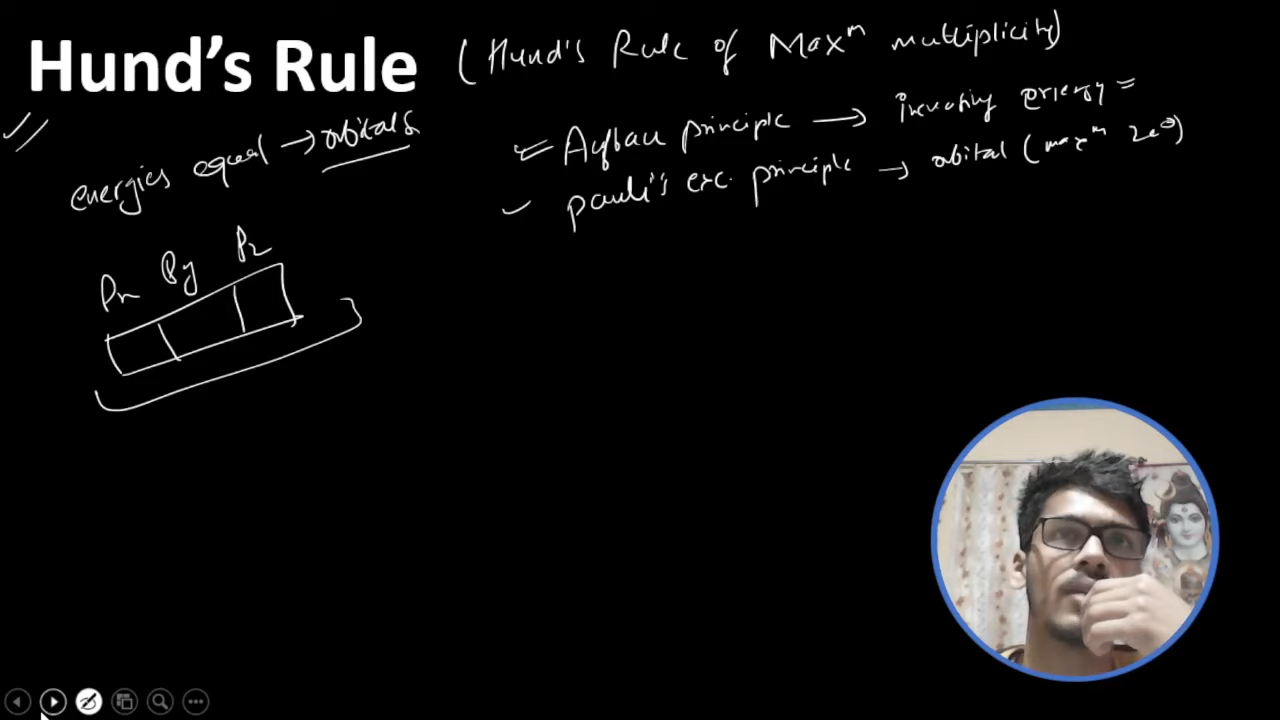 Hund's Rule (Hund's Rule of Maxᵐ multiplicity)
energies equal → orbitals
Aufbau principle → increasing energy =
Pauli's exc. principle → orbital (maxᵐ 2e⊖)
Px Py Pz